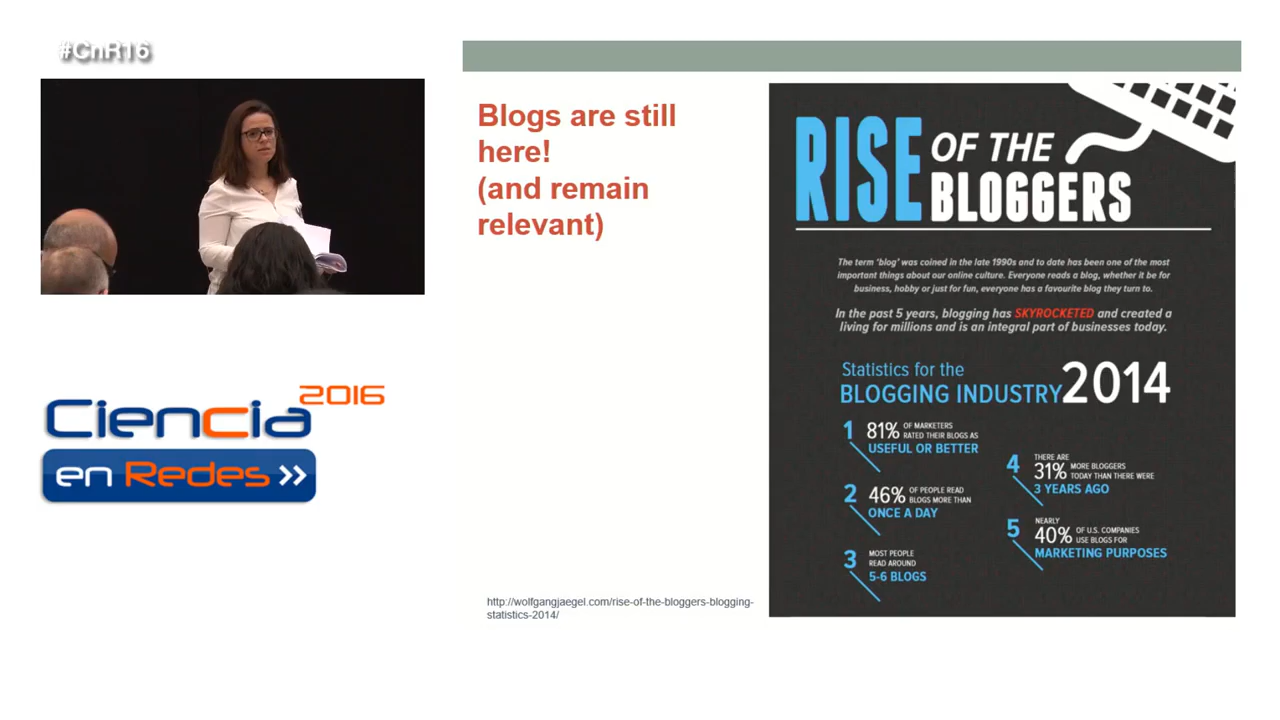 #CnR16
Blogs are still
here!
(and remain
relevant)
RISE OF THE
BLOGGERS
The term 'blog' was coined in the late 1990s and to date has been one of the most
important things about our online culture. Everyone reads a blog, whether it be for
business, hobby or just for fun, everyone has a favourite blog they turn to.
In the past 5 years, blogging has SKYROCKETED and created a
living for millions and is an integral part of businesses today.
Statistics for the
BLOGGING INDUSTRY 2014
1 81% OF MARKETERS
RATED THEIR BLOGS AS
USEFUL OR BETTER
2 46% OF PEOPLE READ
BLOGS MORE THAN
ONCE A DAY
3 MOST PEOPLE
READ AROUND
5-6 BLOGS
4 THERE ARE
31% MORE BLOGGERS
TODAY THAN THERE WERE
3 YEARS AGO
5 NEARLY
40% OF U.S. COMPANIES
USE BLOGS FOR
MARKETING PURPOSES
http://wolfgangjaegel.com/rise-of-the-bloggers-blogging-
statistics-2014/
2016
Ciencia
en Redes >>